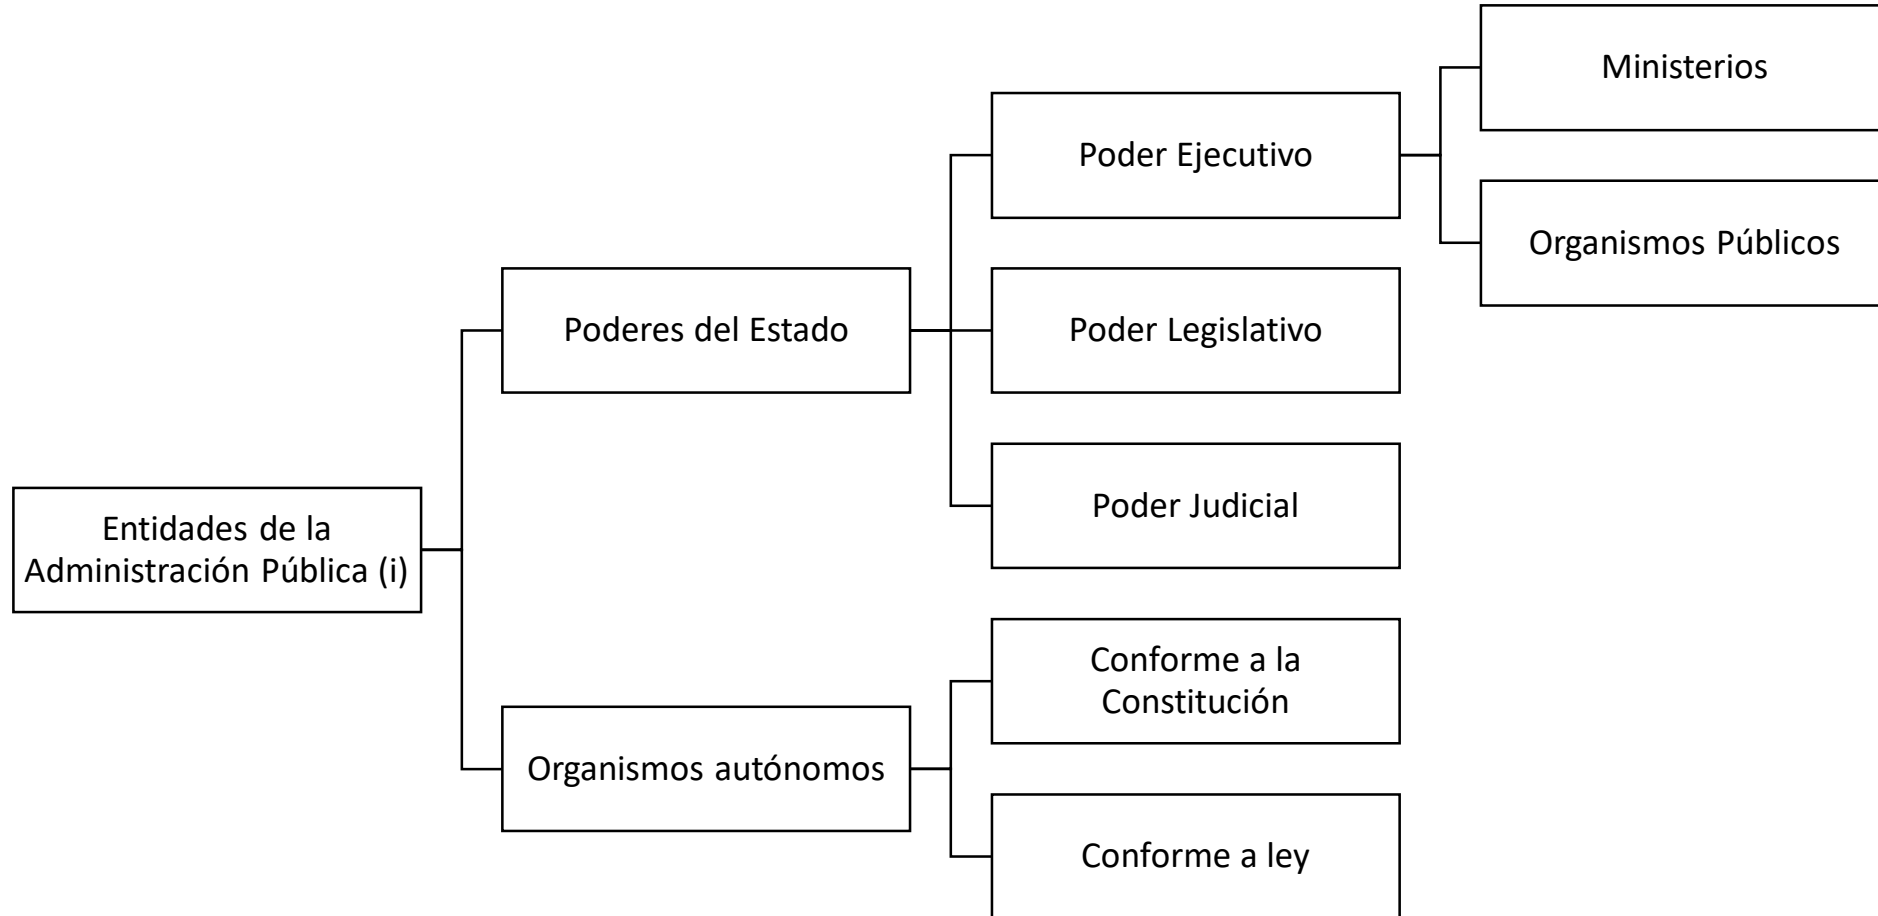 Entidades de la
Administración Pública (i)
Poderes del Estado
Poder Ejecutivo
Ministerios
Organismos Públicos
Poder Legislativo
Poder Judicial
Organismos autónomos
Conforme a la
Constitución
Conforme a ley